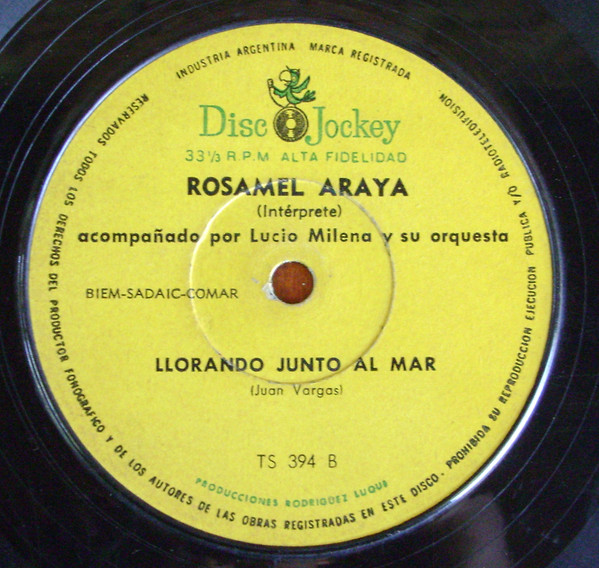 INDUSTRIA ARGENTINA MARCA REGISTRADA
Disc Jockey
33 1/3 R.P.M ALTA FIDELIDAD
ROSAMEL ARAYA
(Intérprete)
acompañado por Lucio Milena y su orquesta
BIEM-SADAIC-COMAR
LLORANDO JUNTO AL MAR
(Juan Vargas)
TS 394 B
PRODUCCIONES RODRIGUEZ LUQUE
RESERVADOS TODOS LOS DERECHOS DEL PRODUCTOR FONOGRAFICO Y DE LOS AUTORES DE LAS OBRAS REGISTRADAS EN ESTE DISCO - PROHIBIDA SU REPRODUCCION EJECUCION PUBLICA Y/O RADIOTELEDIFUSION